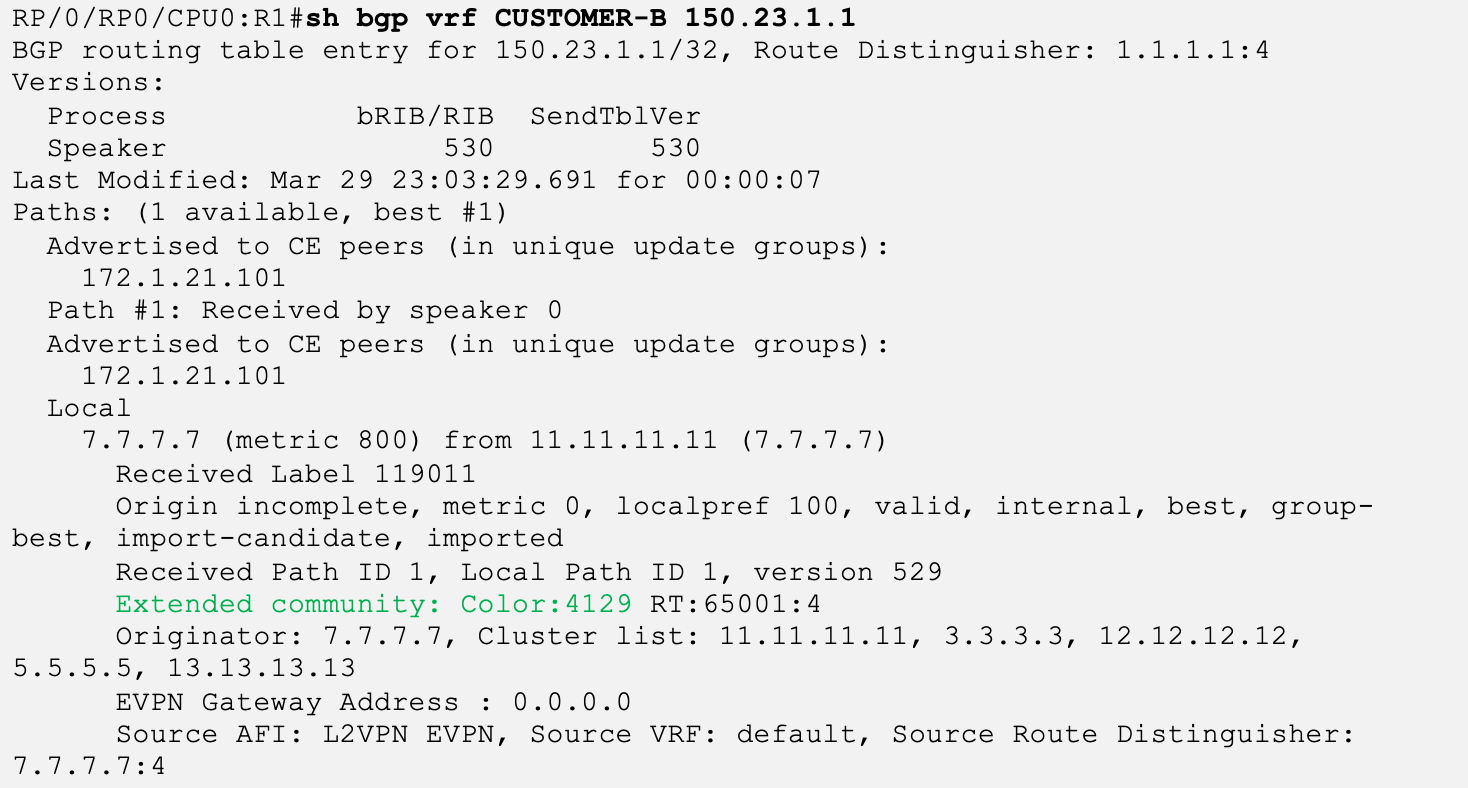 RP/0/RP0/CPU0:R1#sh bgp vrf CUSTOMER-B 150.23.1.1
BGP routing table entry for 150.23.1.1/32, Route Distinguisher: 1.1.1.1:4
Versions:
  Process           bRIB/RIB  SendTblVer
  Speaker                530         530
Last Modified: Mar 29 23:03:29.691 for 00:00:07
Paths: (1 available, best #1)
  Advertised to CE peers (in unique update groups):
    172.1.21.101
  Path #1: Received by speaker 0
  Advertised to CE peers (in unique update groups):
    172.1.21.101
  Local
    7.7.7.7 (metric 800) from 11.11.11.11 (7.7.7.7)
      Received Label 119011
      Origin incomplete, metric 0, localpref 100, valid, internal, best, group-
best, import-candidate, imported
      Received Path ID 1, Local Path ID 1, version 529
      Extended community: Color:4129 RT:65001:4
      Originator: 7.7.7.7, Cluster list: 11.11.11.11, 3.3.3.3, 12.12.12.12,
5.5.5.5, 13.13.13.13
      EVPN Gateway Address : 0.0.0.0
      Source AFI: L2VPN EVPN, Source VRF: default, Source Route Distinguisher:
7.7.7.7:4